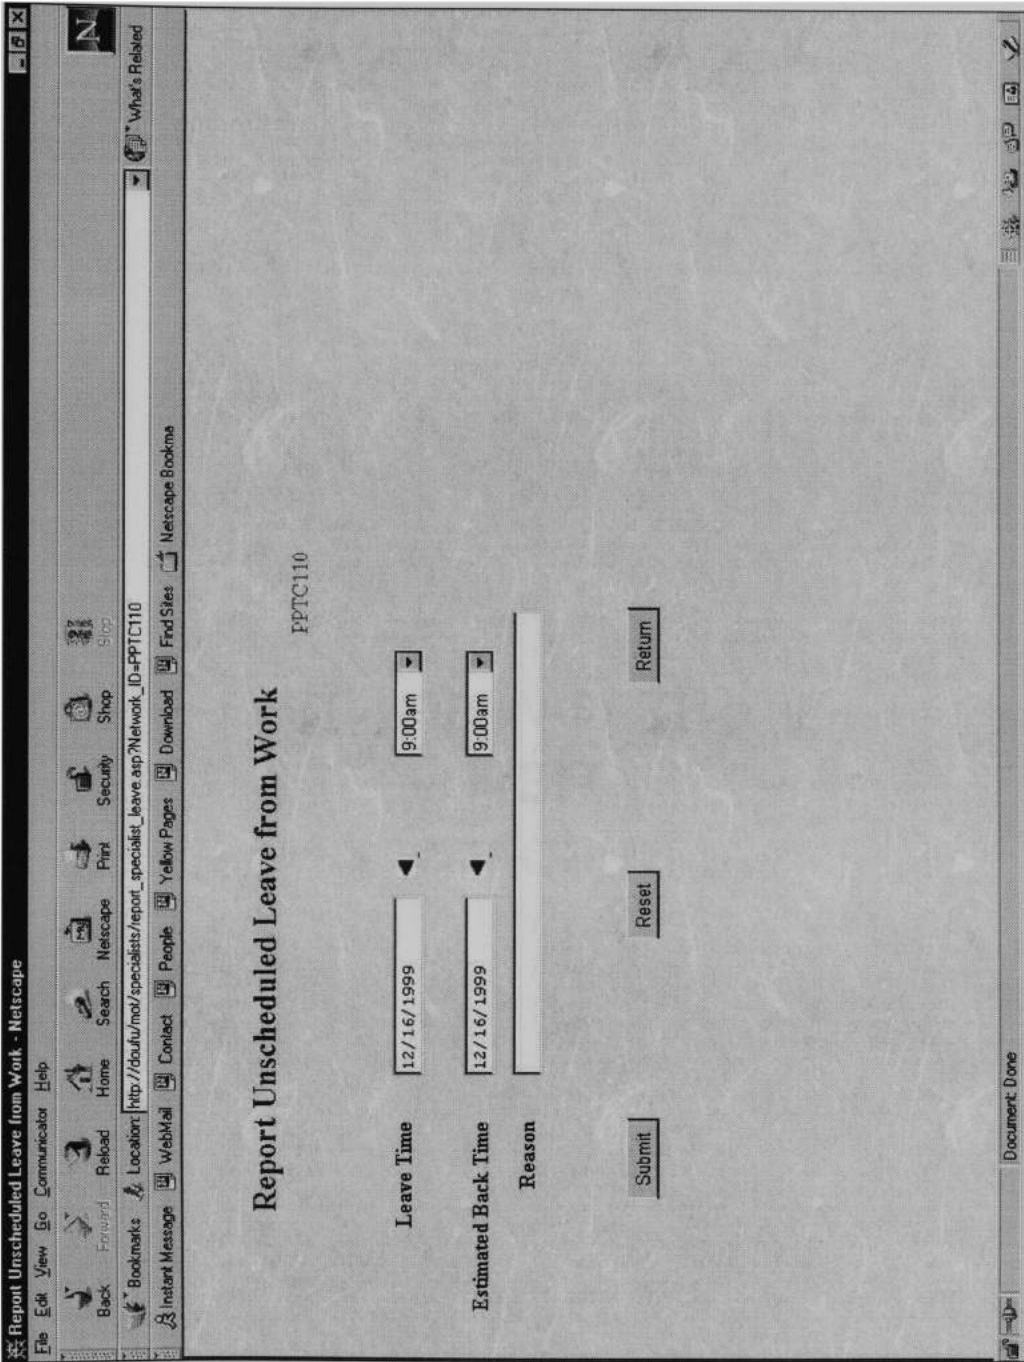 Report Unscheduled Leave from Work - Netscape
File Edit View Go Communicator Help
Back Forward Reload Home Search Netscape Print Security Shop Stop
Bookmarks Location: http://doufu/mot/specialists/report_specialist_leave.asp?Network_ID=PPTC110 What's Related
Instant Message WebMail Contact People Yellow Pages Download Find Sites Netscape Bookma
Report Unscheduled Leave from Work
PPTC110
Leave Time 12/16/1999 9:00am
Estimated Back Time 12/16/1999 9:00am
Reason
Submit Reset Return
Document: Done